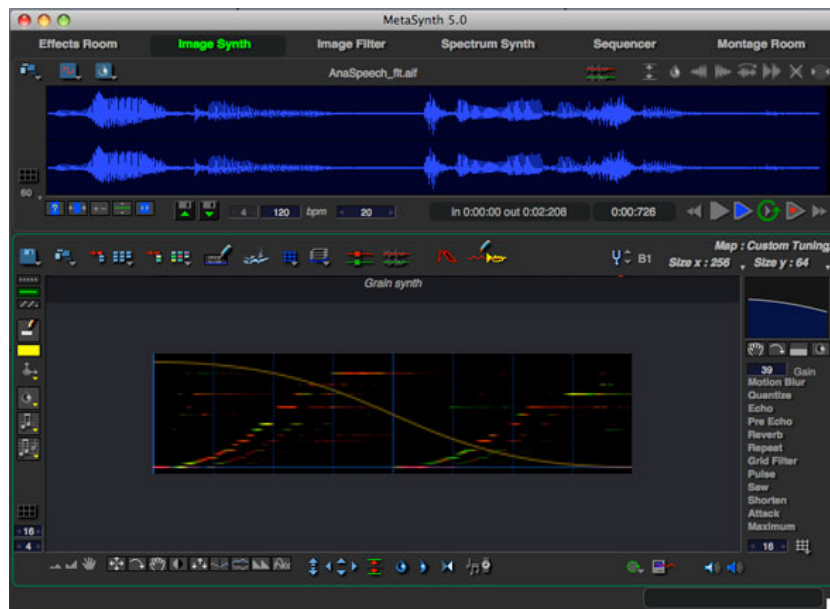 MetaSynth 5.0
Effects Room Image Synth Image Filter Spectrum Synth Sequencer Montage Room
AnaSpeech_flt.aif
60
? 4 120 bpm 20 In 0:00:00 out 0:02:208 0:00:726
B1 Map : Custom Tuning
Size x : 256 Size y : 64
Grain synth
39 Gain
Motion Blur
Quantize
Echo
Pre Echo
Reverb
Repeat
Grid Filter
Pulse
Saw
Shorten
Attack
Maximum
16
4
16